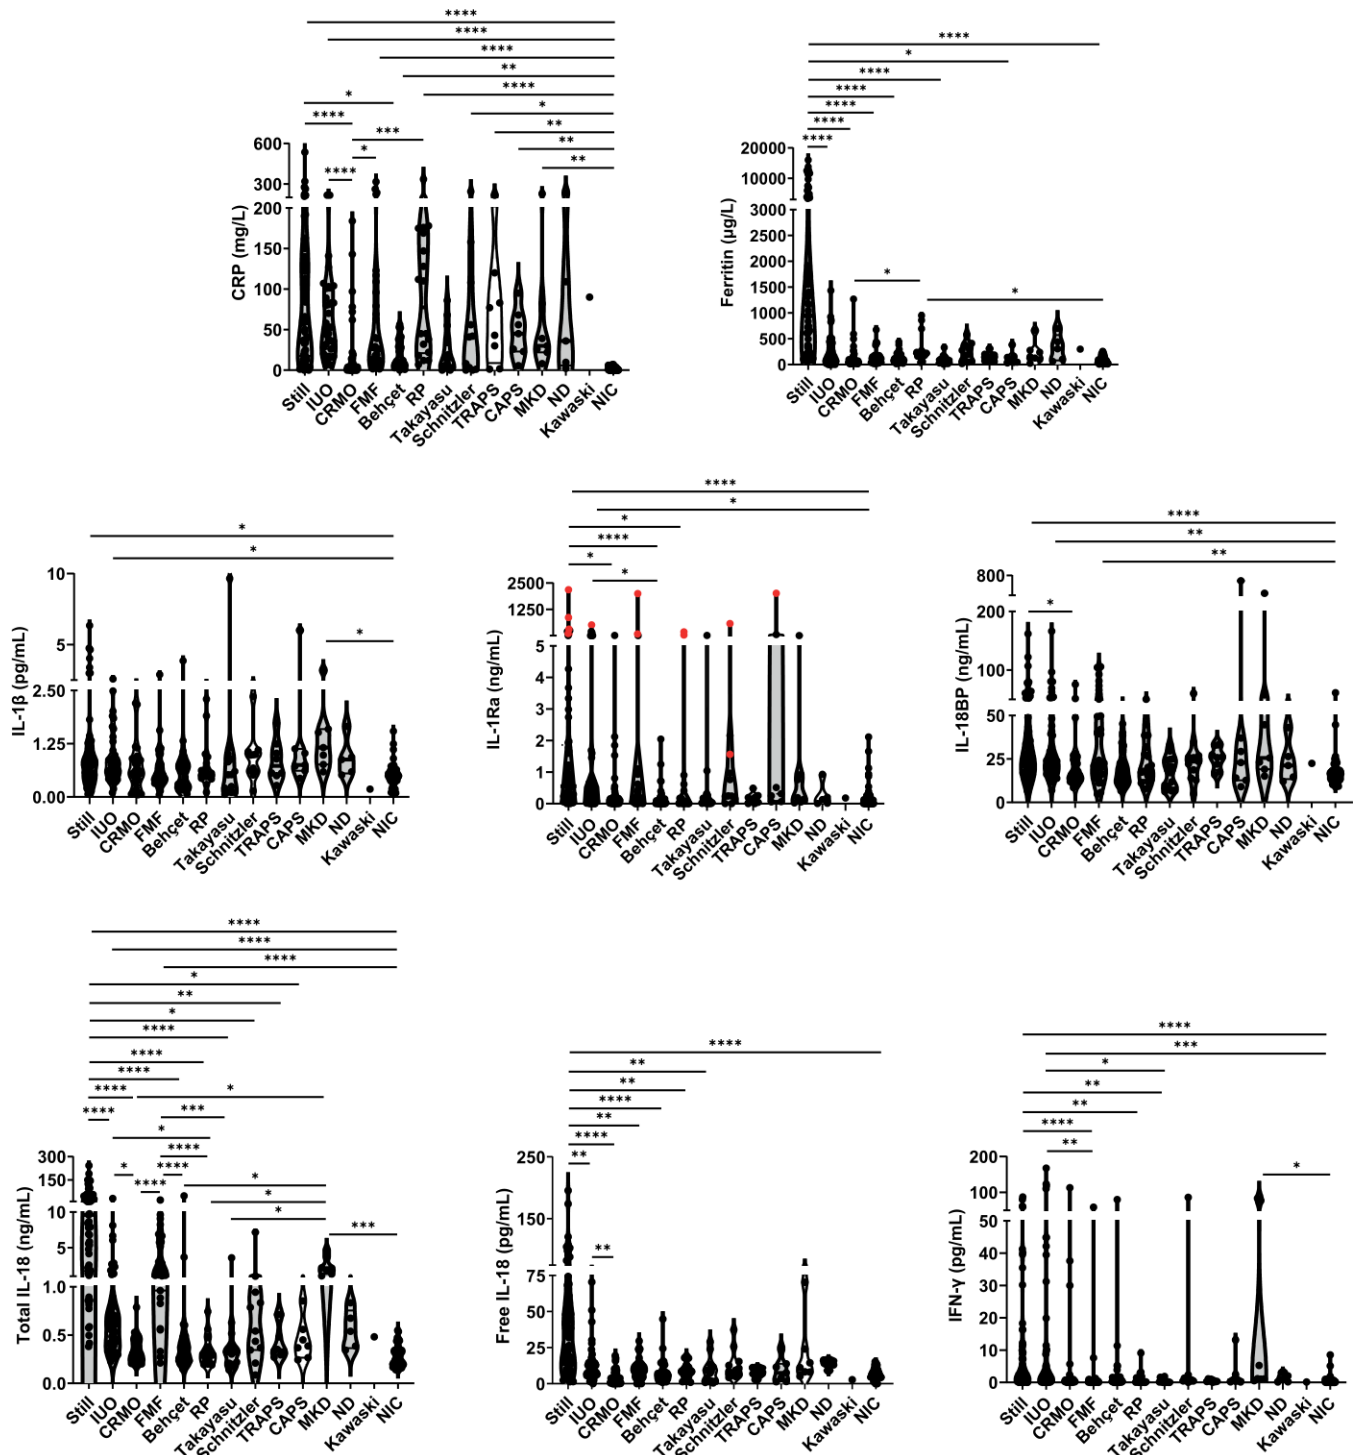 ****
****
****
**
****
*
**
**
**
*
****
***
*
****
CRP (mg/L)
600
300
200
150
100
50
0
Still
IUO
CRMO
FMF
Behçet
RP
Takayasu
Schnitzler
TRAPS
CAPS
MKD
ND
Kawaski
NIC
****
*
****
****
****
****
*
*
Ferritin (µg/L)
20000
10000
3000
2500
2000
1500
1000
500
0
Still
IUO
CRMO
FMF
Behçet
RP
Takayasu
Schnitzler
TRAPS
CAPS
MKD
ND
Kawaski
NIC
*
*
*
IL-1β (pg/mL)
10
5
2.50
1.25
0.00
Still
IUO
CRMO
FMF
Behçet
RP
Takayasu
Schnitzler
TRAPS
CAPS
MKD
ND
Kawaski
NIC
****
*
*
****
*
*
IL-1Ra (ng/mL)
2500
1250
5
4
3
2
1
0
Still
IUO
CRMO
FMF
Behçet
RP
Takayasu
Schnitzler
TRAPS
CAPS
MKD
ND
Kawaski
NIC
****
**
**
*
IL-18BP (ng/mL)
800
200
100
50
25
0
Still
IUO
CRMO
FMF
Behçet
RP
Takayasu
Schnitzler
TRAPS
CAPS
MKD
ND
Kawaski
NIC
****
****
****
*
**
*
****
****
****
****
*
****
***
*
****
*
****
****
*
*
*
***
Total IL-18 (ng/mL)
300
150
10
5
1.0
0.5
0.0
Still
IUO
CRMO
FMF
Behçet
RP
Takayasu
Schnitzler
TRAPS
CAPS
MKD
ND
Kawaski
NIC
****
**
**
****
**
****
**
**
Free IL-18 (pg/mL)
250
150
75
50
25
0
Still
IUO
CRMO
FMF
Behçet
RP
Takayasu
Schnitzler
TRAPS
CAPS
MKD
ND
Kawaski
NIC
****
***
*
**
**
****
**
*
IFN-γ (pg/mL)
200
100
50
40
30
20
10
0
Still
IUO
CRMO
FMF
Behçet
RP
Takayasu
Schnitzler
TRAPS
CAPS
MKD
ND
Kawaski
NIC